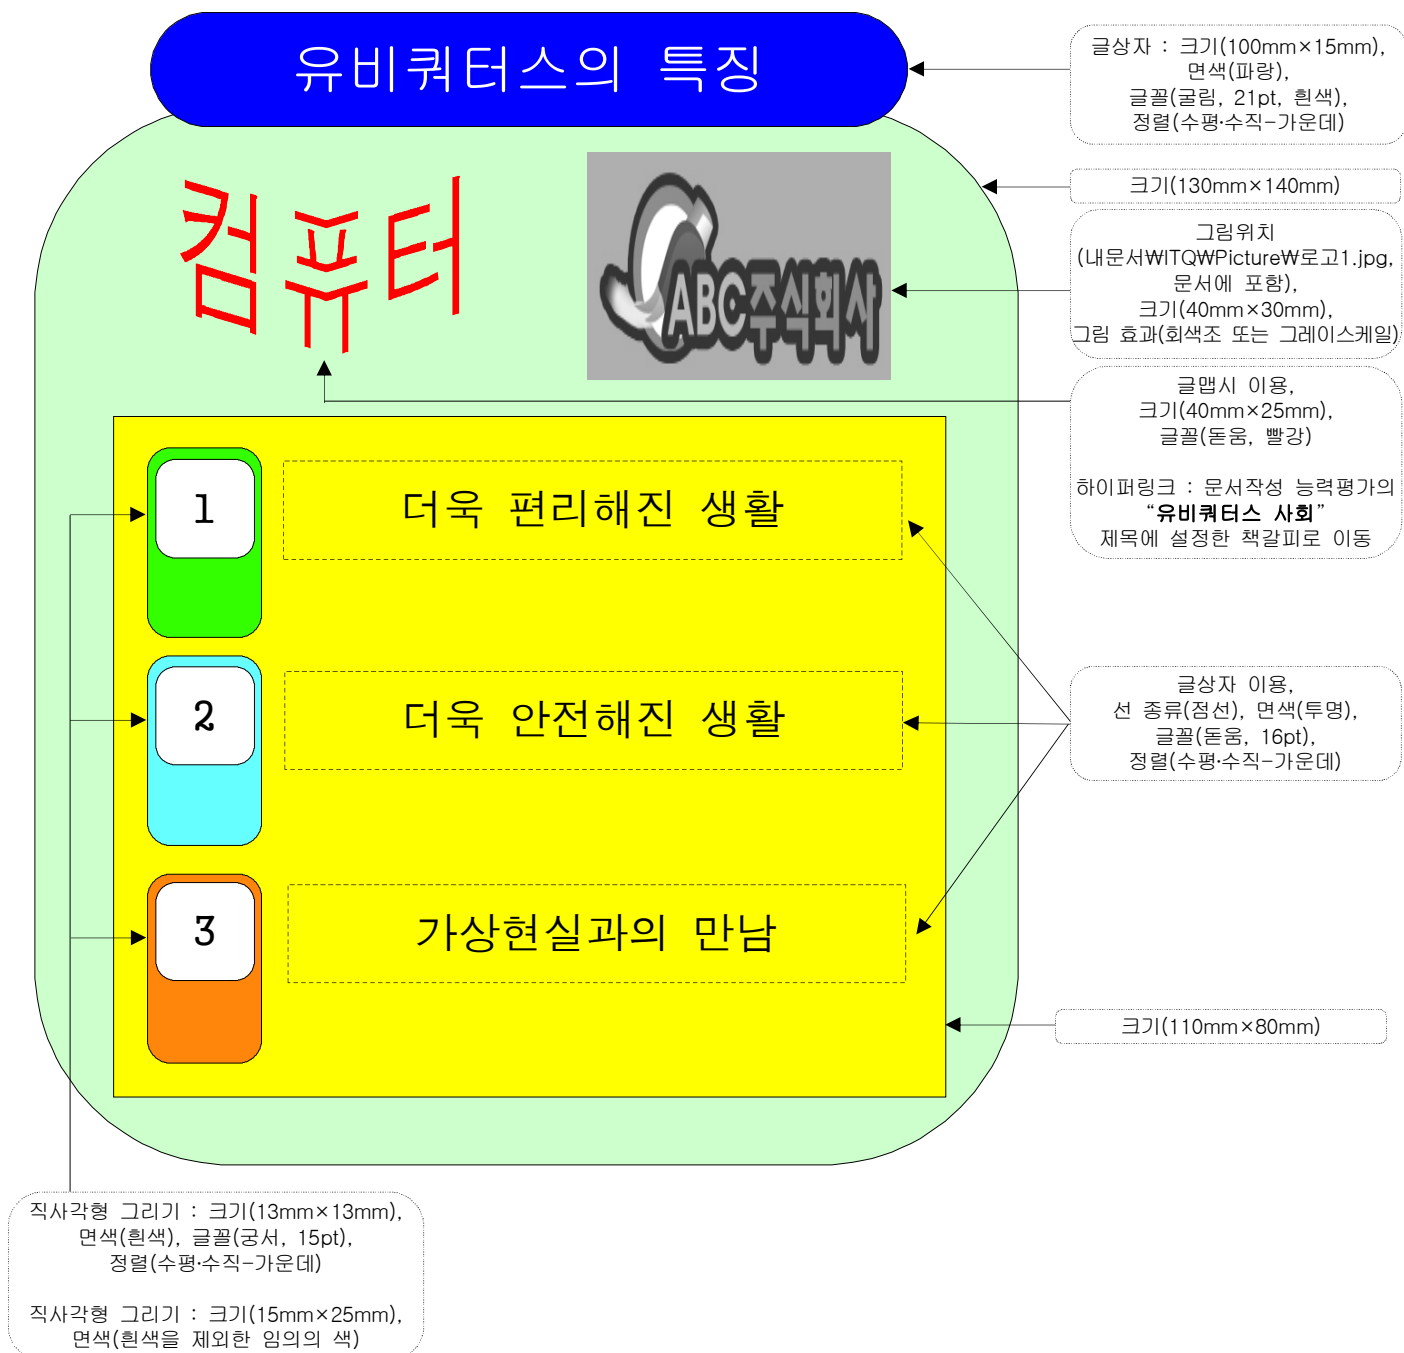 유비쿼터스의 특징
글상자 : 크기(100mm×15mm),
면색(파랑),
글꼴(굴림, 21pt, 흰색),
정렬(수평·수직-가운데)
크기(130mm×140mm)
컴퓨터
ABC주식회사
그림위치
(내문서₩ITQ₩Picture₩로고1.jpg,
문서에 포함),
크기(40mm×30mm),
그림 효과(회색조 또는 그레이스케일)
글맵시 이용,
크기(40mm×25mm),
글꼴(돋움, 빨강)
하이퍼링크 : 문서작성 능력평가의
“유비쿼터스 사회”
제목에 설정한 책갈피로 이동
1
더욱 편리해진 생활
2
더욱 안전해진 생활
글상자 이용,
선 종류(점선), 면색(투명),
글꼴(돋움, 16pt),
정렬(수평·수직-가운데)
3
가상현실과의 만남
크기(110mm×80mm)
직사각형 그리기 : 크기(13mm×13mm),
면색(흰색), 글꼴(궁서, 15pt),
정렬(수평·수직-가운데)
직사각형 그리기 : 크기(15mm×25mm),
면색(흰색을 제외한 임의의 색)